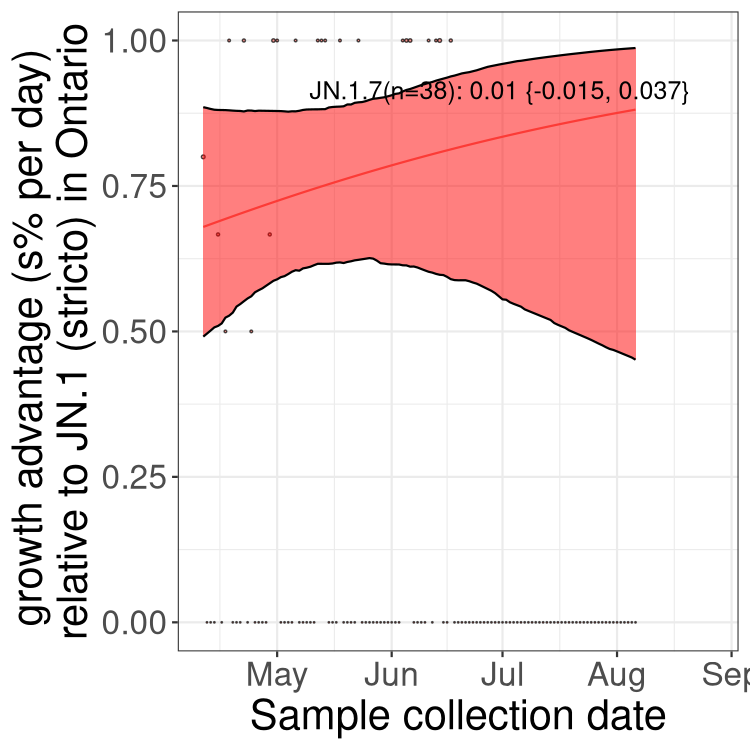 growth advantage (s% per day)
relative to JN.1 (stricto) in Ontario
1.00
0.75
0.50
0.25
0.00
JN.1.7(n=38): 0.01 {-0.015, 0.037}
May Jun Jul Aug Sep
Sample collection date